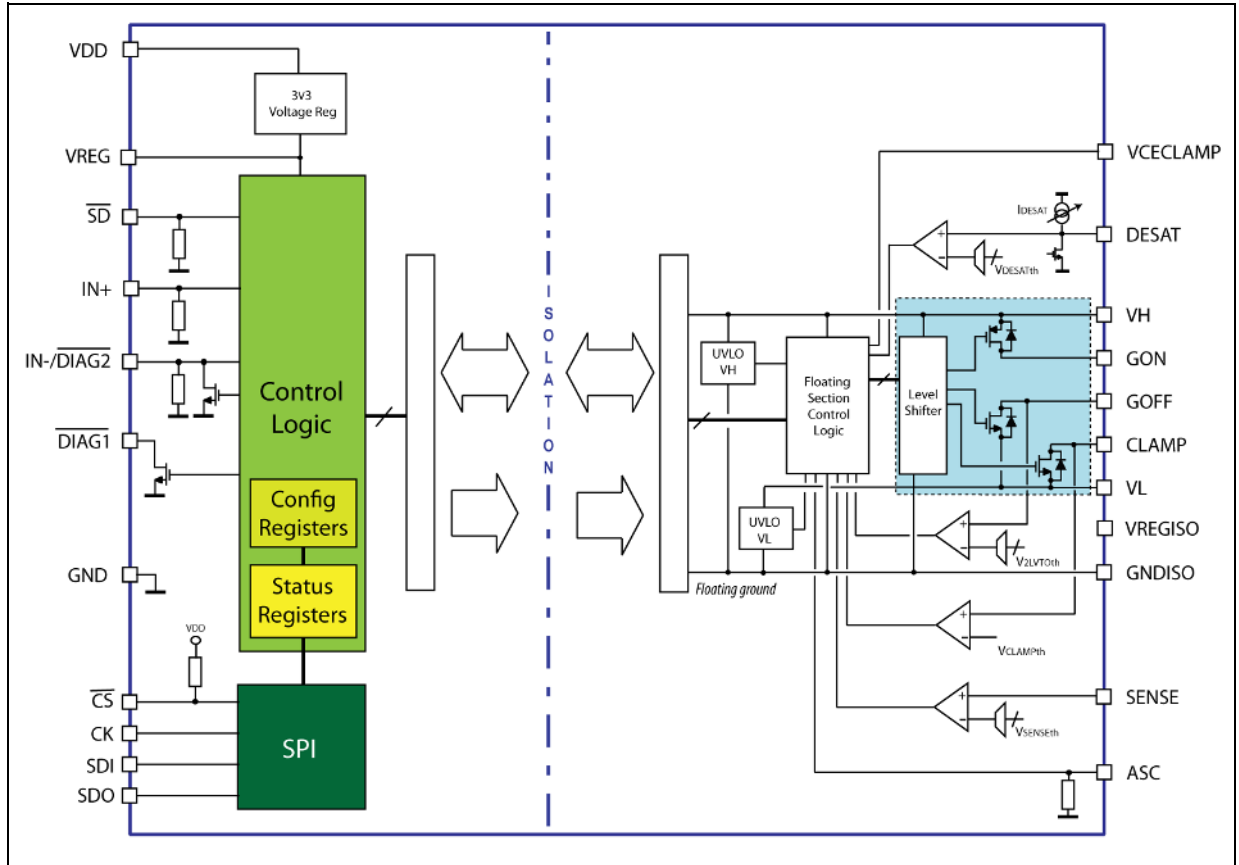 VDD
3v3
Voltage Reg
VREG
SD
IN+
IN-/DIAG2
DIAG1
GND
VDD
CS
CK
SDI
SDO
Control
Logic
Config
Registers
Status
Registers
SPI
ISOLATION
VCECLAMP
IDESAT
DESAT
VDESATth
VH
GON
GOFF
CLAMP
VL
VREGISO
GNDISO
UVLO
VH
Floating
Section
Control
Logic
Level
Shifter
UVLO
VL
V2LVTOth
Floating ground
VCLAMPth
SENSE
VSENSEth
ASC